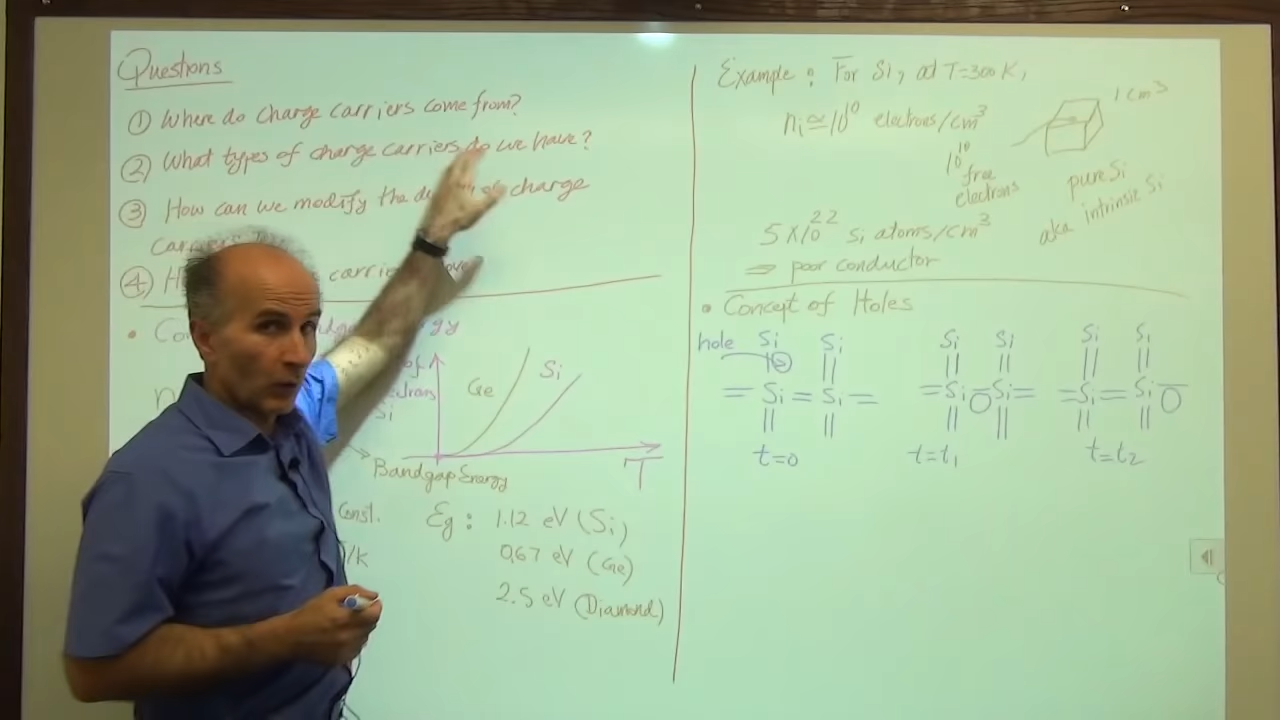 Questions
① Where do charge carriers come from?
② What types of charge carriers do we have?
③ How can we modify the of charge
carriers
④ carri
Bandgap Energy
Ge
Si
T
Const.
/K
Eg : 1.12 eV (Si)
0.67 eV (Ge)
2.5 eV (Diamond)
Example : For Si, at T=300 K,
ni ≃ 10^10 electrons/cm^3
1 cm^3
10^10
free
electrons
pure Si
aka intrinsic Si
5×10^22 Si atoms/cm^3
⇒ poor conductor
• Concept of Holes
hole Si Si Si Si Si Si
= Si = Si = = Si Si = = Si = Si
t=0 t=t1 t=t2